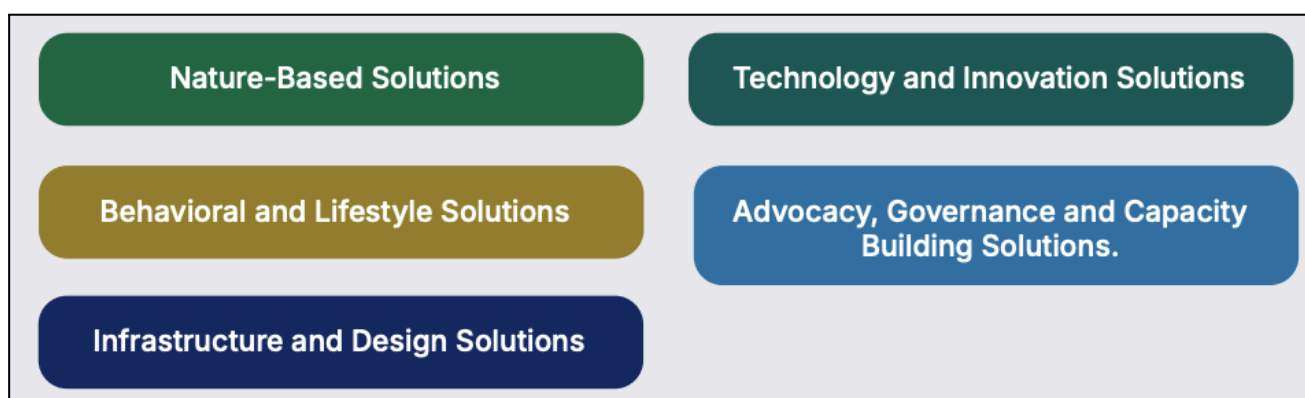 Nature-Based Solutions
Technology and Innovation Solutions
Behavioral and Lifestyle Solutions
Advocacy, Governance and Capacity
Building Solutions.
Infrastructure and Design Solutions